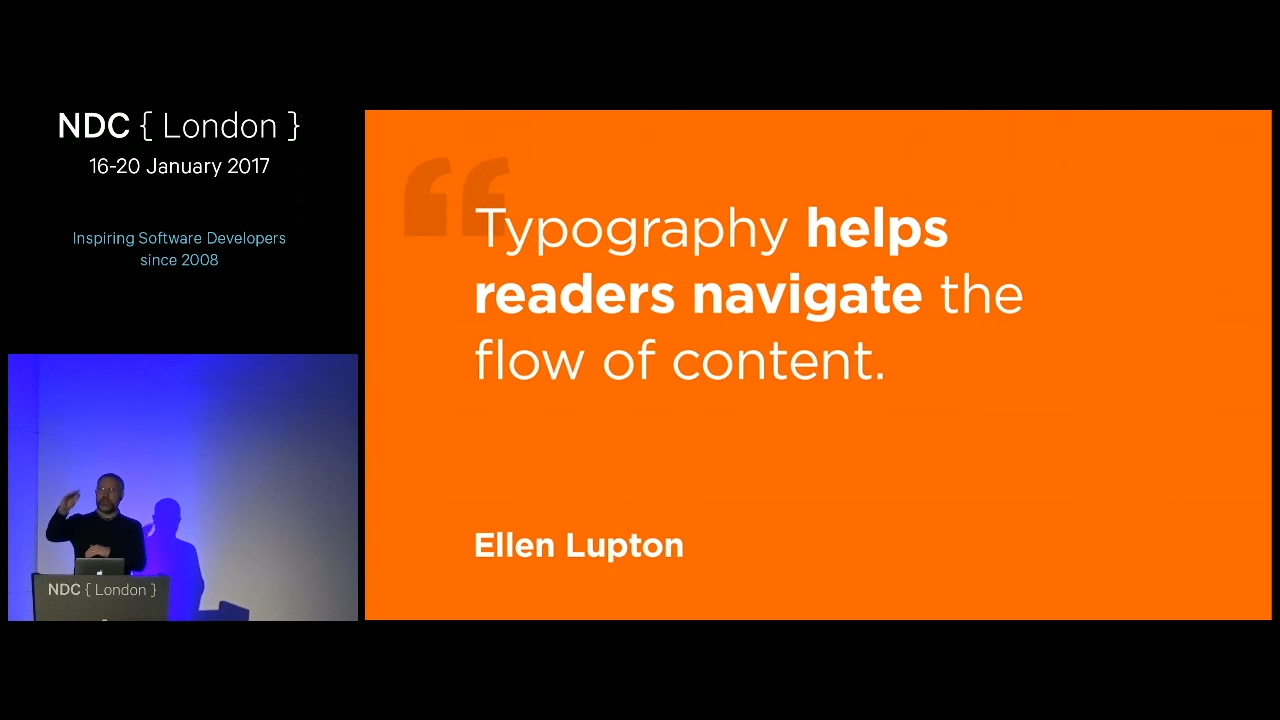 NDC { London }
16-20 January 2017
Inspiring Software Developers
since 2008
“
Typography helps
readers navigate the
flow of content.
Ellen Lupton
NDC { London }